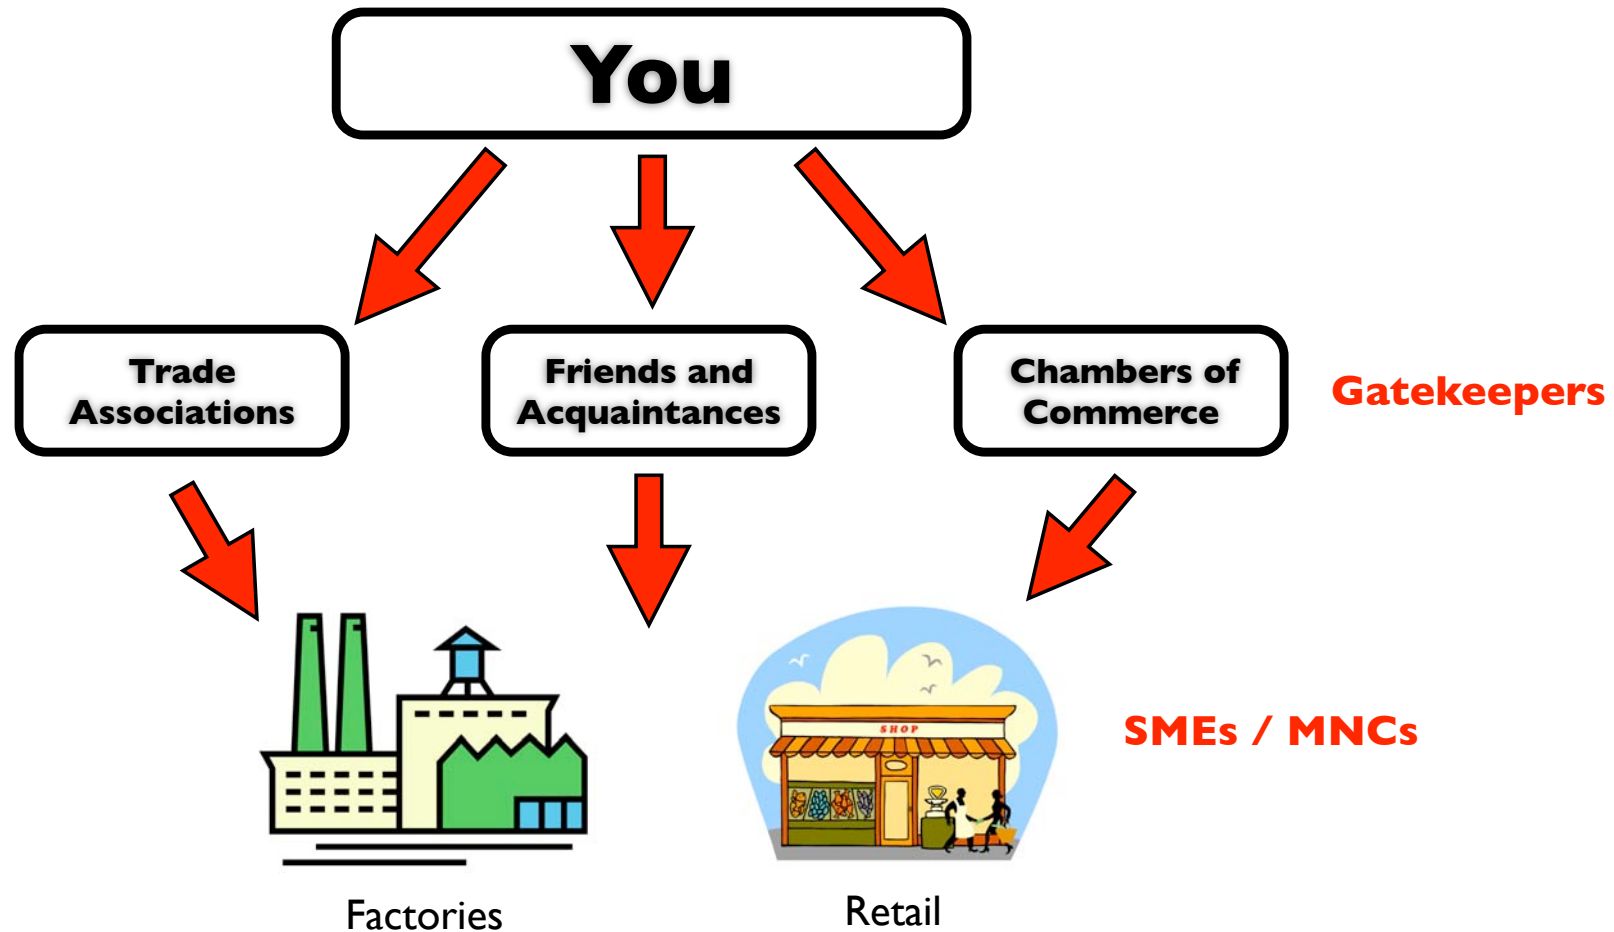 You
Trade
Associations
Friends and
Acquaintances
Chambers of
Commerce
Gatekeepers
SHOP
SMEs / MNCs
Factories
Retail